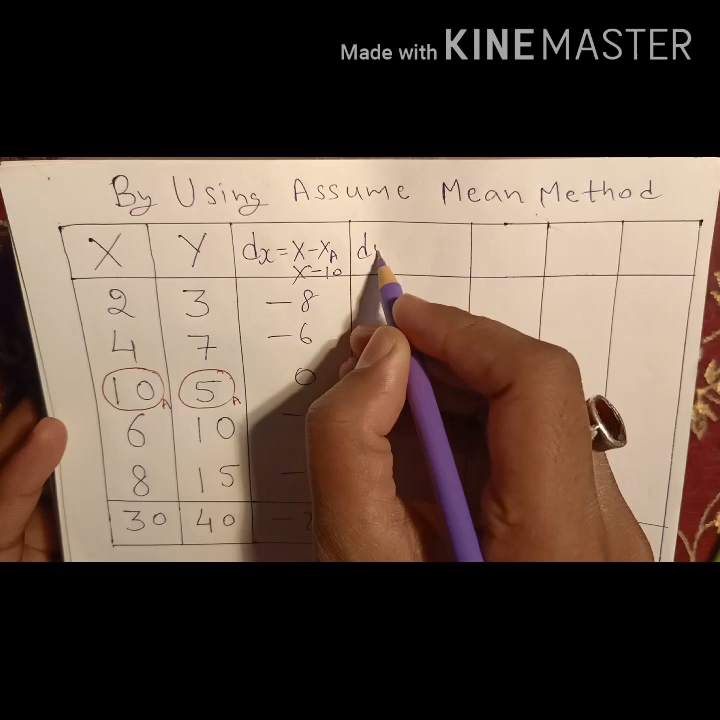 Made with KINEMASTER
By Using Assume Mean Method
X Y dx = X - XA
X - 10
2 3 -8
4 7 -6
10 A 5 A 0
6 10 -
8 15 -
30 40 -2